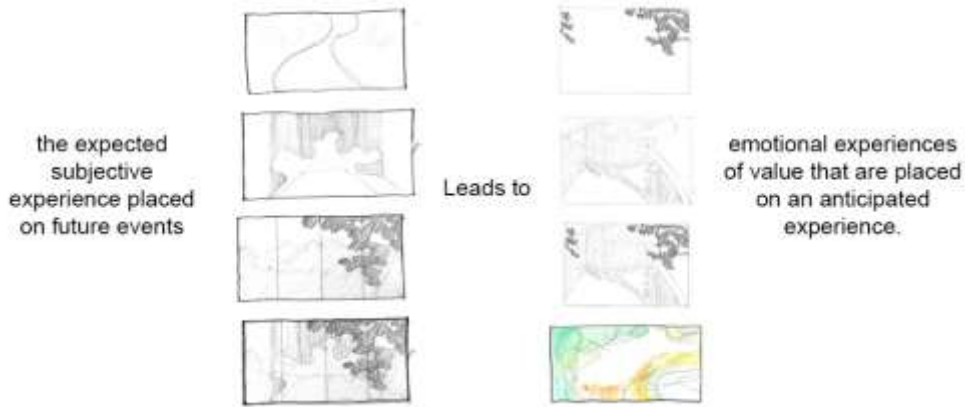 the expected
subjective
experience placed
on future events
Leads to
emotional experiences
of value that are placed
on an anticipated
experience.